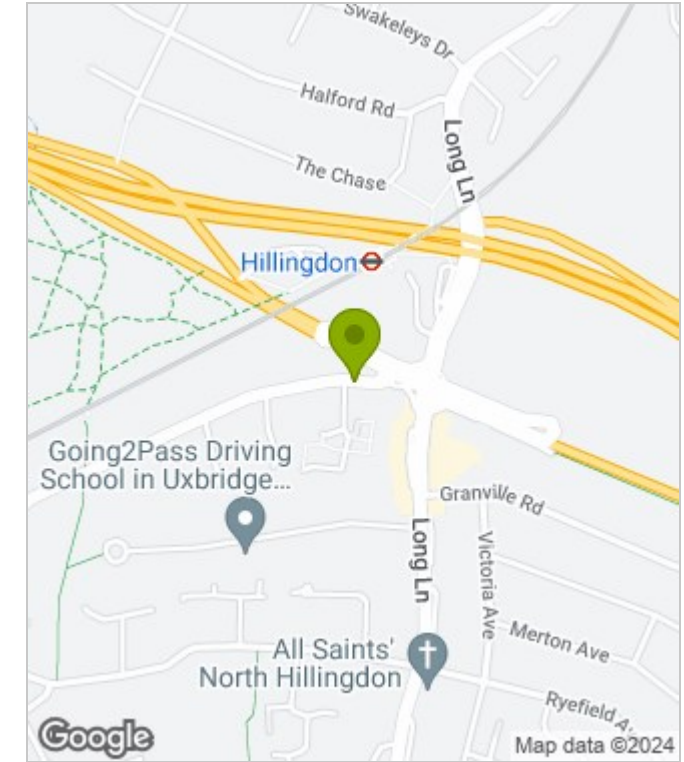 Swakeleys Dr
Halford Rd
Long Ln
The Chase
Hillingdon
Going2Pass Driving
School in Uxbridge...
Granville Rd
Long Ln
Victoria Ave
Merton Ave
All Saints'
North Hillingdon
Ryefield A
Google
Map data ©2024